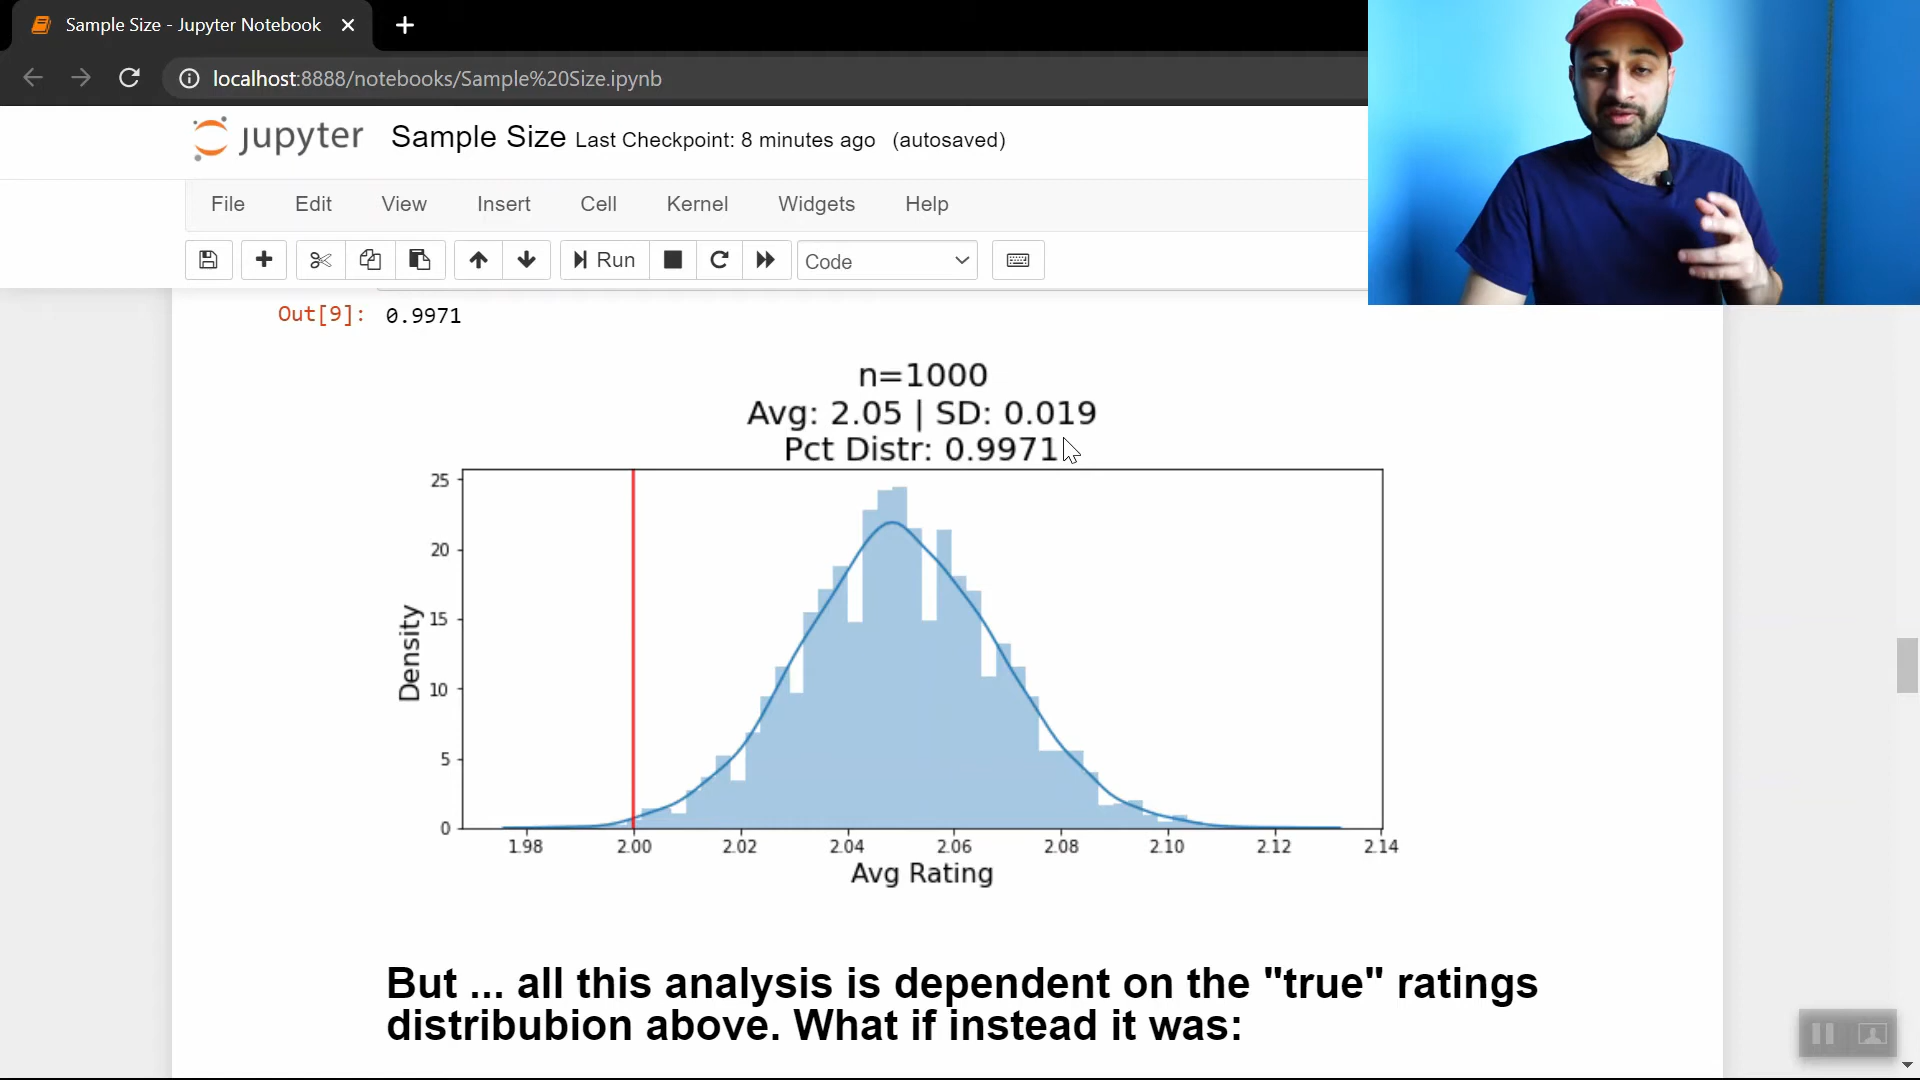 Sample Size - Jupyter Notebook
localhost:8888/notebooks/Sample%20Size.ipynb
jupyter Sample Size Last Checkpoint: 8 minutes ago (autosaved)
File Edit View Insert Cell Kernel Widgets Help
Run Code
Out[9]: 0.9971
n=1000
Avg: 2.05 | SD: 0.019
Pct Distr: 0.9971
25
20
15
10
5
0
Density
1.98 2.00 2.02 2.04 2.06 2.08 2.10 2.12 2.14
Avg Rating
But ... all this analysis is dependent on the "true" ratings
distribubion above. What if instead it was: